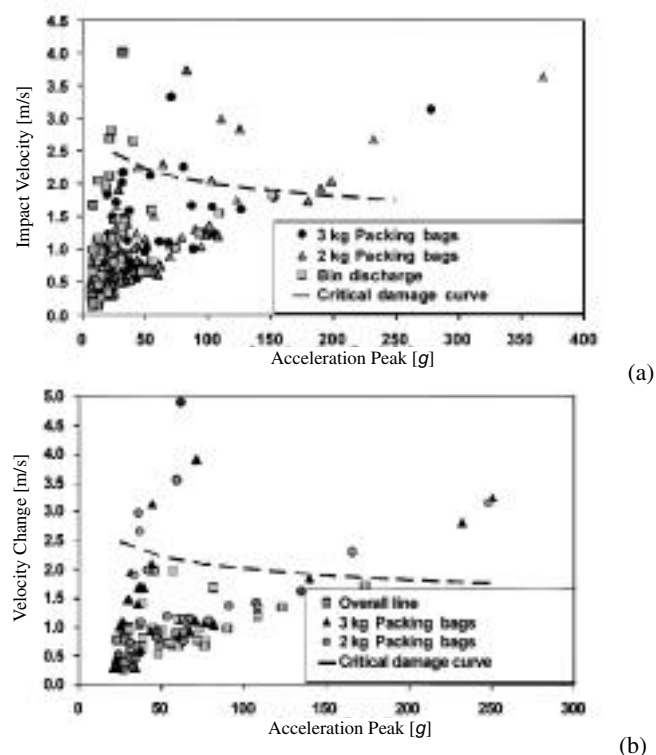 4.5
4.0
3.5
3.0
2.5
2.0
1.5
1.0
0.5
0.0
Impact Velocity [m/s]
3 kg Packing bags
2 kg Packing bags
Bin discharge
Critical damage curve
0 50 100 150 200 250 300 350 400
Acceleration Peak [g]
(a)
5.0
4.5
4.0
3.5
3.0
2.5
2.0
1.5
1.0
0.5
0.0
Velocity Change [m/s]
Overall line
3 kg Packing bags
2 kg Packing bags
Critical damage curve
0 50 100 150 200 250 300
Acceleration Peak [g]
(b)